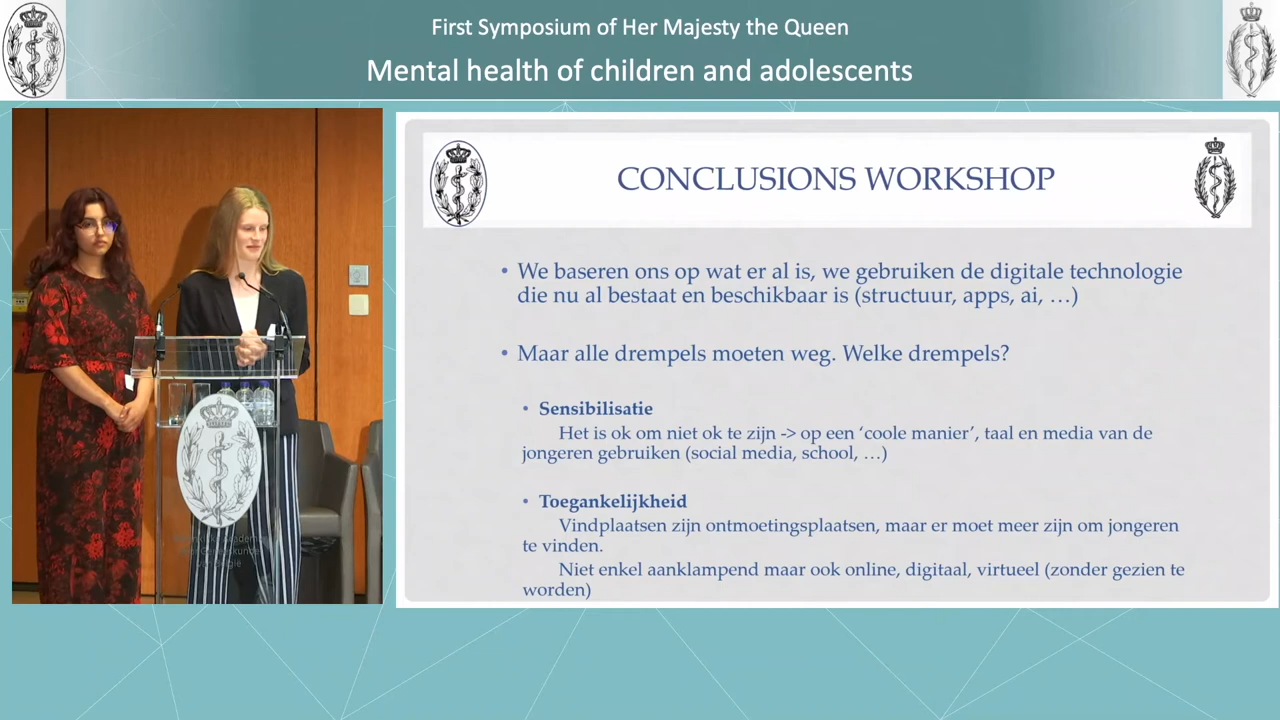 First Symposium of Her Majesty the Queen
Mental health of children and adolescents
CONCLUSIONS WORKSHOP
• We baseren ons op wat er al is, we gebruiken de digitale technologie
die nu al bestaat en beschikbaar is (structuur, apps, ai, …)
• Maar alle drempels moeten weg. Welke drempels?
• Sensibilisatie
Het is ok om niet ok te zijn -> op een ‘coole manier’, taal en media van de
jongeren gebruiken (social media, school, …)
• Toegankelijkheid
Vindplaatsen zijn ontmoetingsplaatsen, maar er moet meer zijn om jongeren
te vinden.
Niet enkel aanklampend maar ook online, digitaal, virtueel (zonder gezien te
worden)